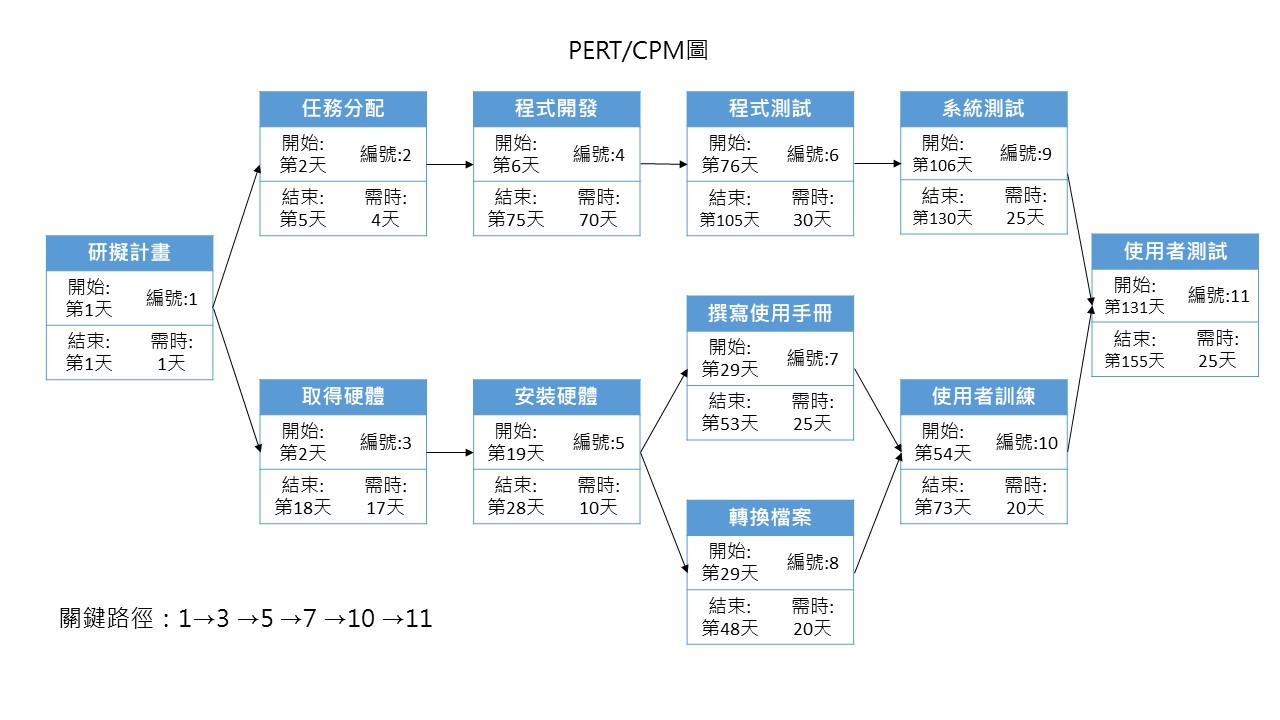 PERT/CPM圖
任務分配
開始:
第2天
編號:2
結束:
第5天
需時:
4天
程式開發
開始:
第6天
編號:4
結束:
第75天
需時:
70天
程式測試
開始:
第76天
編號:6
結束:
第105天
需時:
30天
系統測試
開始:
第106天
編號:9
結束:
第130天
需時:
25天
研擬計畫
開始:
第1天
編號:1
結束:
第1天
需時:
1天
使用者測試
開始:
第131天
編號:11
結束:
第155天
需時:
25天
撰寫使用手冊
開始:
第29天
編號:7
結束:
第53天
需時:
25天
取得硬體
開始:
第2天
編號:3
結束:
第18天
需時:
17天
安裝硬體
開始:
第19天
編號:5
結束:
第28天
需時:
10天
使用者訓練
開始:
第54天
編號:10
結束:
第73天
需時:
20天
轉換檔案
開始:
第29天
編號:8
結束:
第48天
需時:
20天
關鍵路徑：1→3 →5 →7 →10 →11